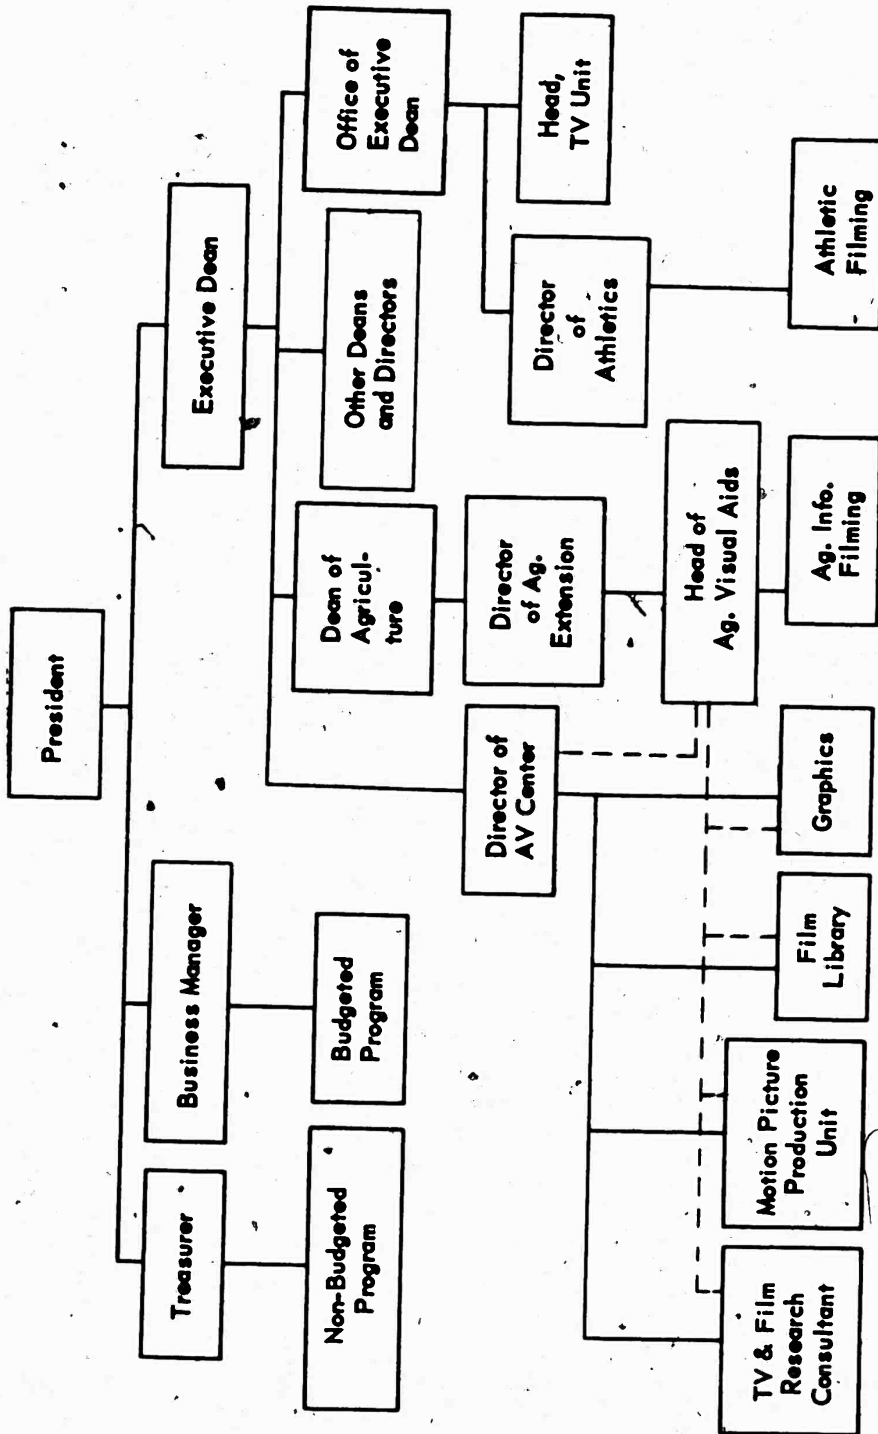 President
Treasurer
Business Manager
Executive Dean
Non-Budgeted
Program
Budgeted
Program
Dean of
Agricul-
ture
Other Deans
and Directors
Office of
Executive
Dean
Director of
AV Center
Director
of Ag.
Extension
Director
of
Athletics
Head,
TV Unit
Head of
Ag. Visual Aids
TV & Film
Research
Consultant
Motion Picture
Production
Unit
Film
Library
Graphics
Ag. Info.
Filming
Athletic
Filming